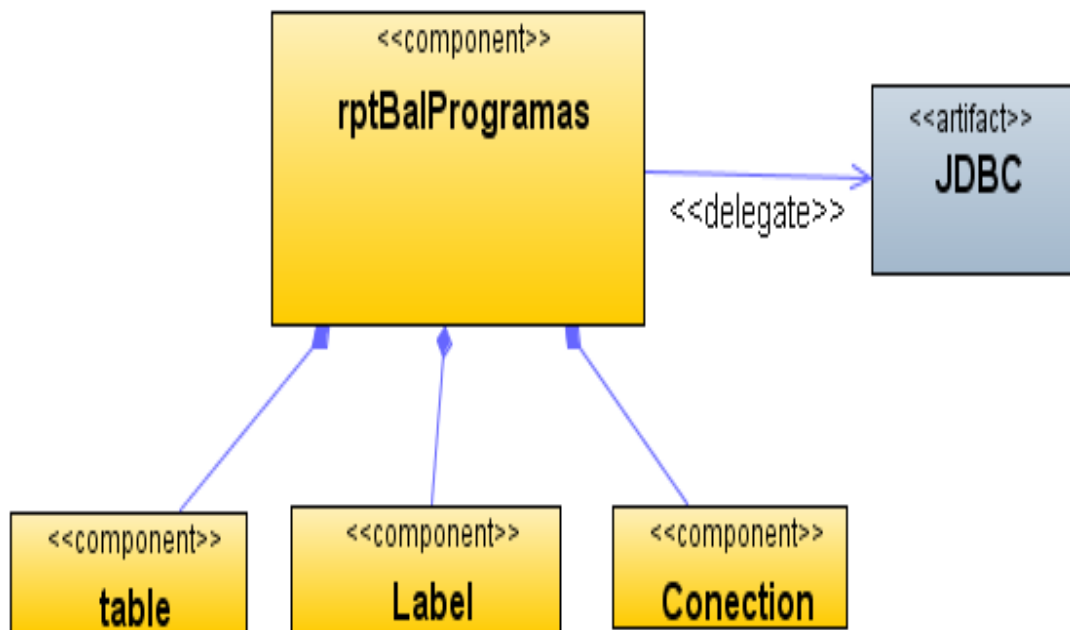 <<component>>
rptBalProgramas
<<artifact>>
JDBC
<<delegate>>
<<component>>
table
<<component>>
Label
<<component>>
Conection